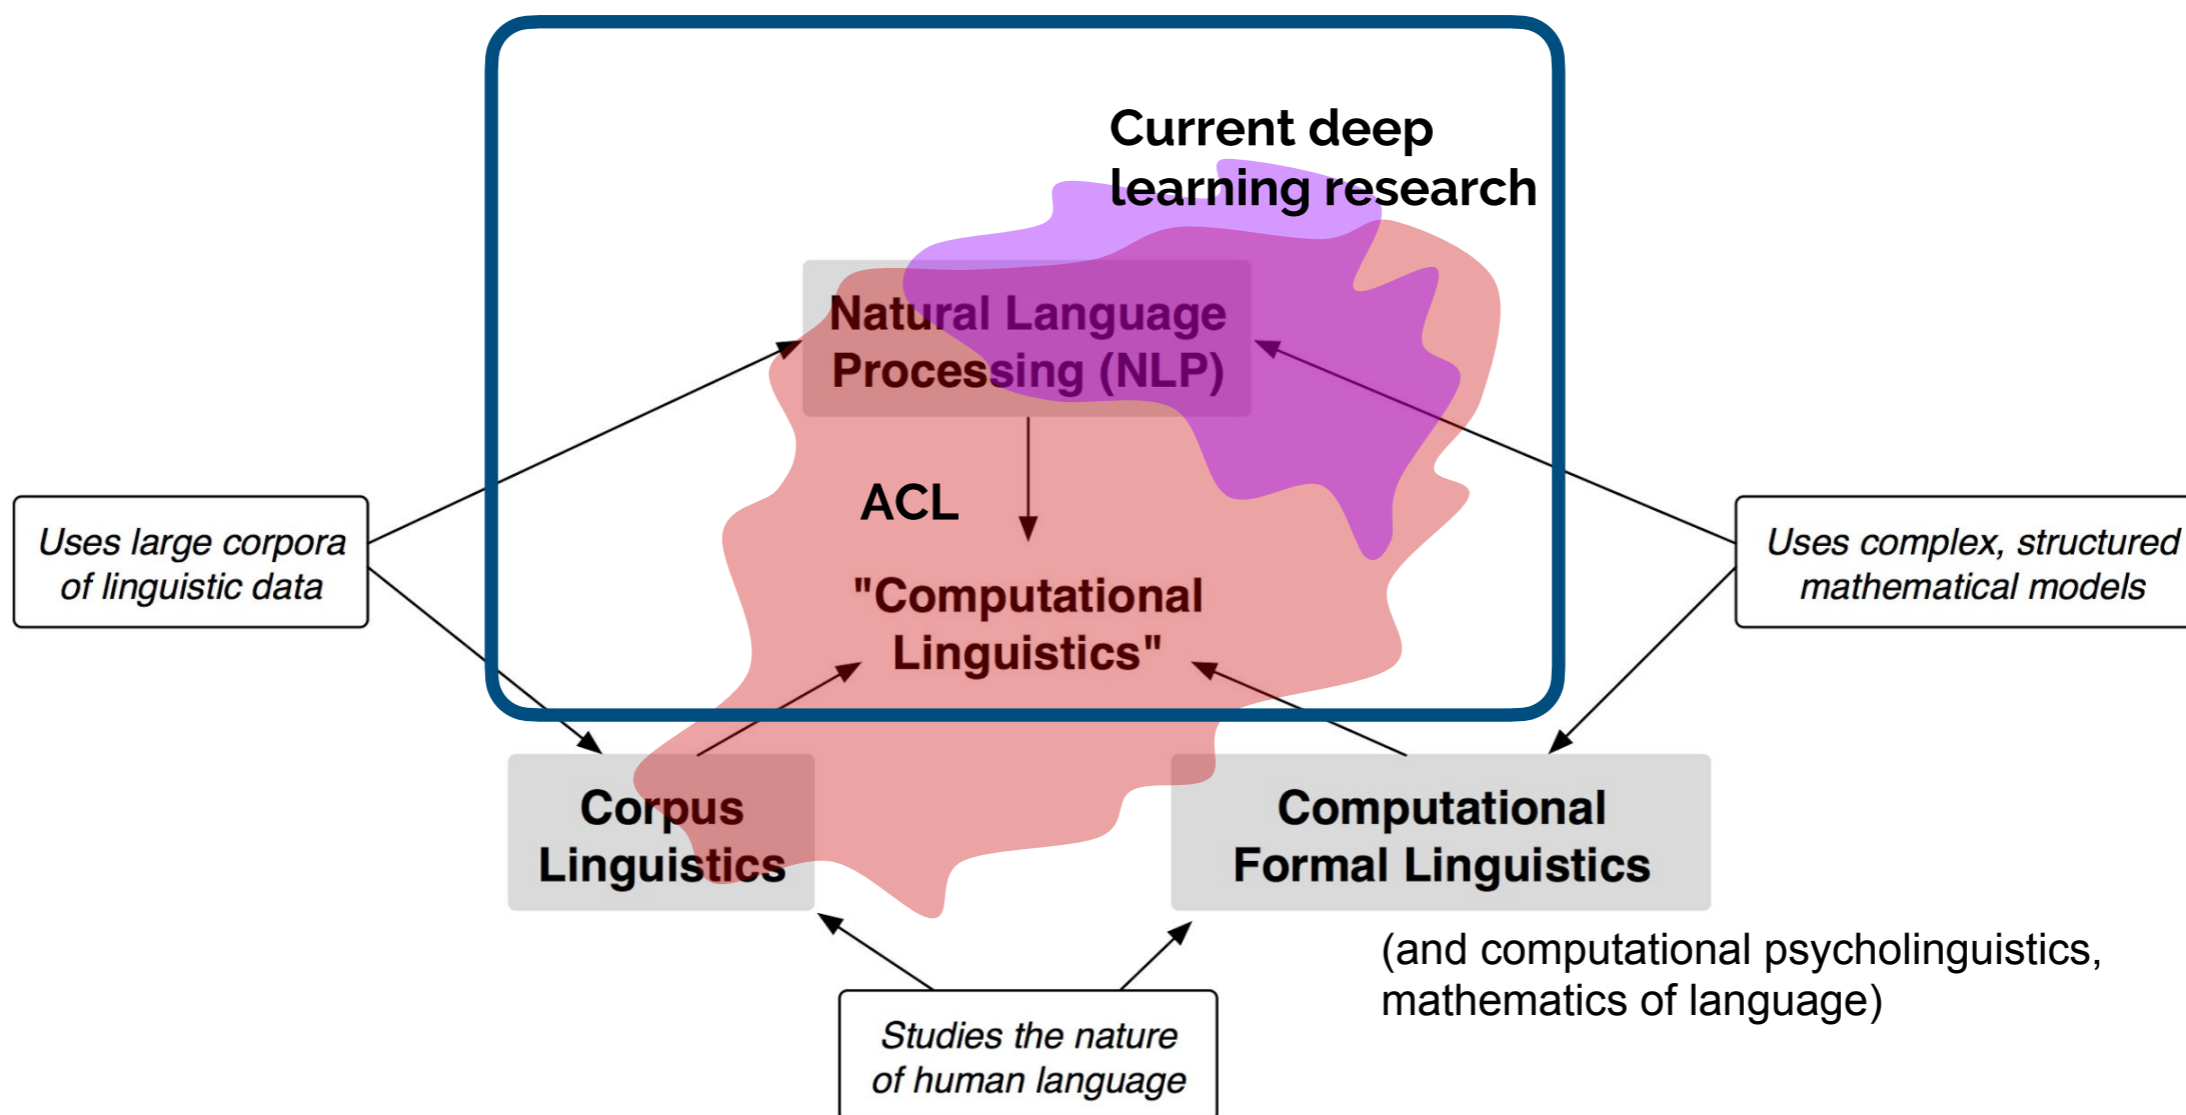 Current deep
learning research
Natural Language
Processing (NLP)
ACL
Uses large corpora
of linguistic data
Uses complex, structured
mathematical models
"Computational
Linguistics"
Corpus
Linguistics
Computational
Formal Linguistics
(and computational psycholinguistics,
mathematics of language)
Studies the nature
of human language